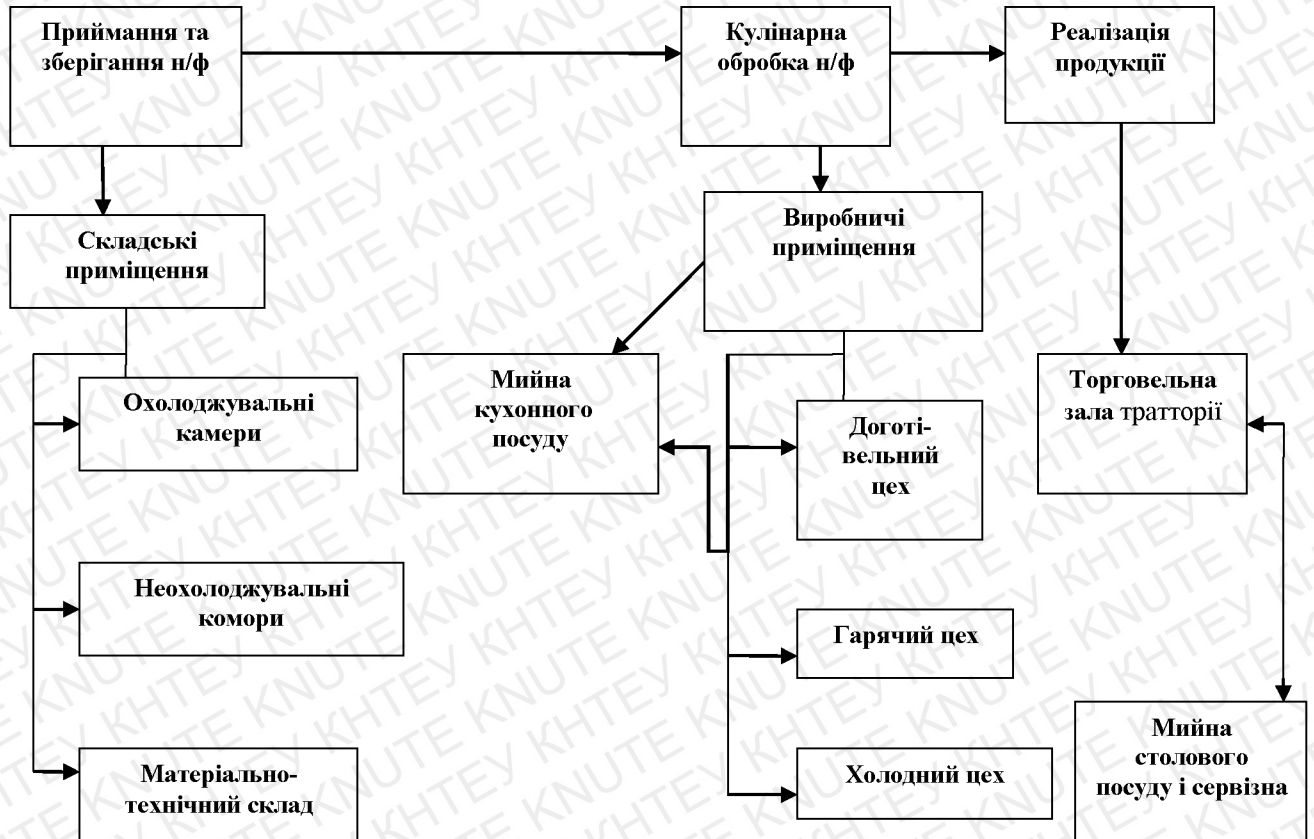 Приймання та
зберігання н/ф
Кулінарна
обробка н/ф
Реалізація
продукції
Складські
приміщення
Виробничі
приміщення
Охолоджувальні
камери
Мийна
кухонного
посуду
Доготі-
вельний
цех
Торговельна
зала тратторії
Неохолоджувальні
комори
Гарячий цех
Матеріально-
технічний склад
Холодний цех
Мийна
столового
посуду і сервізна